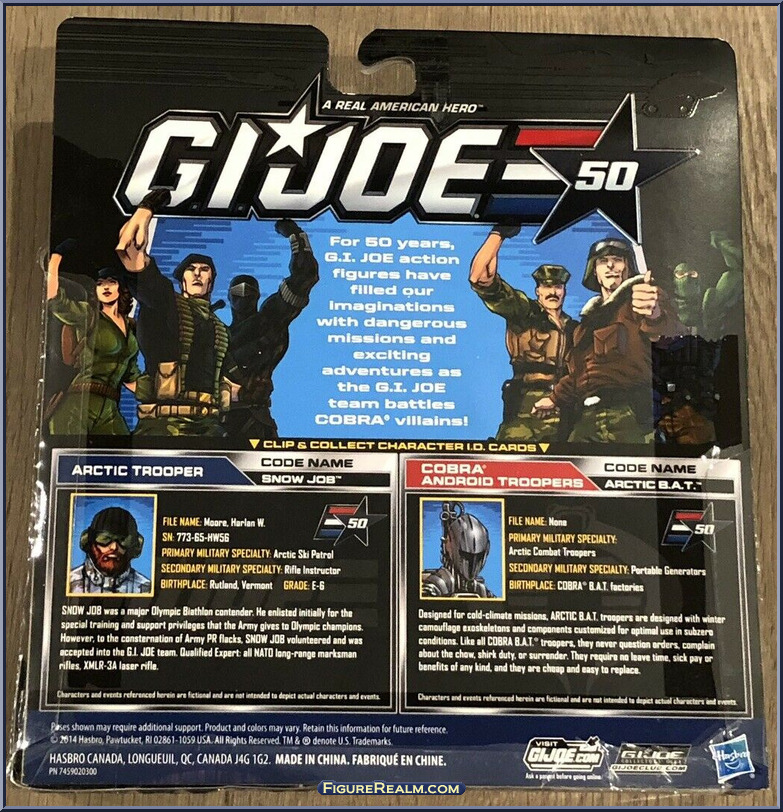 A REAL AMERICAN HERO™
G.I. JOE
50
For 50 years,
G.I. JOE action
figures have
filled our
imaginations
with dangerous
missions and
exciting
adventures as
the G.I. JOE
team battles
COBRA® villains!
CLIP & COLLECT CHARACTER I.D. CARDS
ARCTIC TROOPER
CODE NAME
SNOW JOB™
50
FILE NAME: Moore, Harlan W.
SN: 773-65-HW56
PRIMARY MILITARY SPECIALTY: Arctic Ski Patrol
SECONDARY MILITARY SPECIALTY: Rifle Instructor
BIRTHPLACE: Rutland, Vermont GRADE: E-6
SNOW JOB was a major Olympic Biathlon contender. He enlisted initially for the
special training and support privileges that the Army gives to Olympic champions.
However, to the consternation of Army PR flacks, SNOW JOB volunteered and was
accepted into the G.I. JOE team. Qualified Expert: all NATO long-range marksman
rifles, XMLR-3A laser rifle.
Characters and events referenced herein are fictional and are not intended to depict actual characters and events.
COBRA®
ANDROID TROOPERS
CODE NAME
ARCTIC B.A.T.™
50
FILE NAME: None
PRIMARY MILITARY SPECIALTY:
Arctic Combat Troopers
SECONDARY MILITARY SPECIALTY: Portable Generators
BIRTHPLACE: COBRA® B.A.T. factories
Designed for cold-climate missions, ARCTIC B.A.T. troopers are designed with winter
camouflage exoskeletons and components customized for optimal use in subzero
conditions. Like all COBRA B.A.T.® troopers, they never question orders, complain
about the chow, shirk duty, or surrender. They require no leave time, sick pay or
benefits of any kind, and they are cheap and easy to replace.
Characters and events referenced herein are fictional and are not intended to depict actual characters and events.
Poses shown may require additional support. Product and colors may vary. Retain this information for future reference.
© 2014 Hasbro, Pawtucket, RI 02861-1059 USA. All Rights Reserved. TM & ® denote U.S. Trademarks.
HASBRO CANADA, LONGUEUIL, QC, CANADA J4G 1G2. MADE IN CHINA. FABRIQUÉ EN CHINE.
PN 7459020300
VISIT
GIJOE.COM
Ask a parent before going online
G.I. JOE
COLLECTORS' CLUB
GIJOECLUB.COM
Hasbro
FIGUREREALM.COM